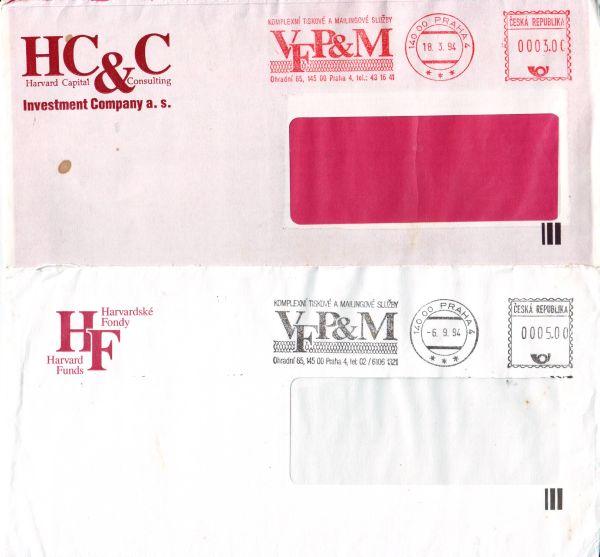 HC&C
Harvard Capital Consulting
Investment Company a. s.
KOMPLEXNÍ TISKOVÉ A MAILINGOVÉ SLUŽBY
VFP&M
Ohradní 65, 145 00 Praha 4, tel.: 43 16 41
140 00 PRAHA 4
18. 3. 94
ČESKÁ REPUBLIKA
0003.00
Harvardské
Fondy
HF
Harvard
Funds
KOMPLEXNÍ TISKOVÉ A MAILINGOVÉ SLUŽBY
VFP&M
Ohradní 65, 145 00 Praha 4, tel: 02 / 6106 1321
140 00 PRAHA 4
-6. 9. 94
ČESKÁ REPUBLIKA
0005.00